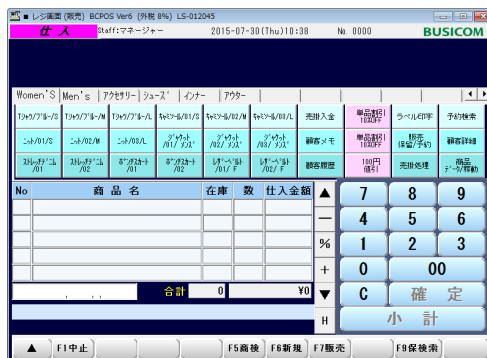 ■ レジ画面 (販売) BCPOS Ver6 (外税 8%) LS-012045
仕 入 Staff:マネージャー 2015-07-30(Thu)10:38 No 0000 BUSICOM
Women'S Men's アクセサリー シューズ インナー アウター
Tシャツ/ブルー/S Tシャツ/ブルー/M Tシャツ/ブルー/L キャミソール/01/S キャミソール/02/M キャミソール/03/L 売掛入金 単品割引 10%OFF ラベル印字 予約検索
ニット/01/S ニット/02/M ニット/03/L ジャケット/01/ メンズ ジャケット/02/ メンズ ジャケット/03/ メンズ 顧客メモ 単品割引 10%OFF 販売 保留/予約 顧客詳細
ストレッチデニム/01 ストレッチデニム/02 ボンテスカート/01 ボンテスカート/02 レザーベルト/01/ F レザーベルト/02/ F 顧客履歴 100円 値引 売掛処理 商品 データ/移動
No 商 品 名 在庫 数 仕入金額 ▲ 7 8 9
— 4 5 6
% 1 2 3
+ 0 00
. . . 合計 0 ¥0 ▼ C 確 定
H 小 計
▲ F1中止 F5商検 F6新規 F7販売 F9保検索